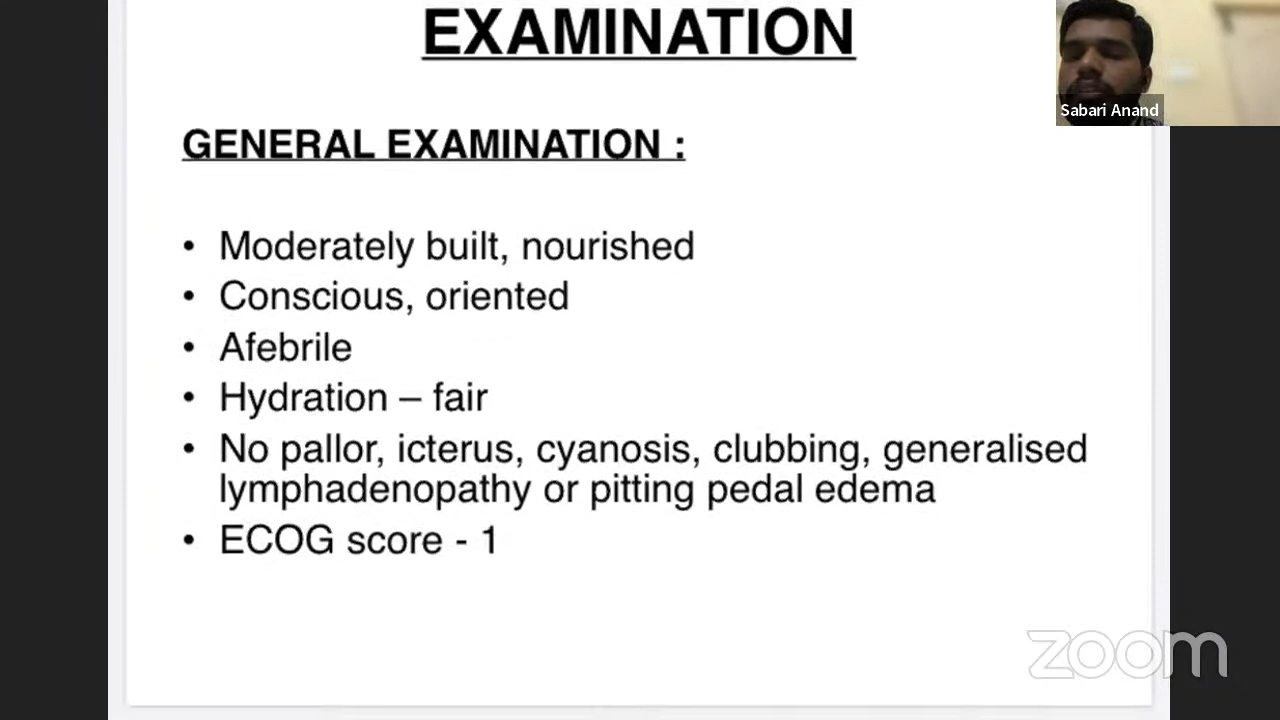 EXAMINATION
Sabari Anand
GENERAL EXAMINATION :
• Moderately built, nourished
• Conscious, oriented
• Afebrile
• Hydration – fair
• No pallor, icterus, cyanosis, clubbing, generalised
lymphadenopathy or pitting pedal edema
• ECOG score - 1
zoom